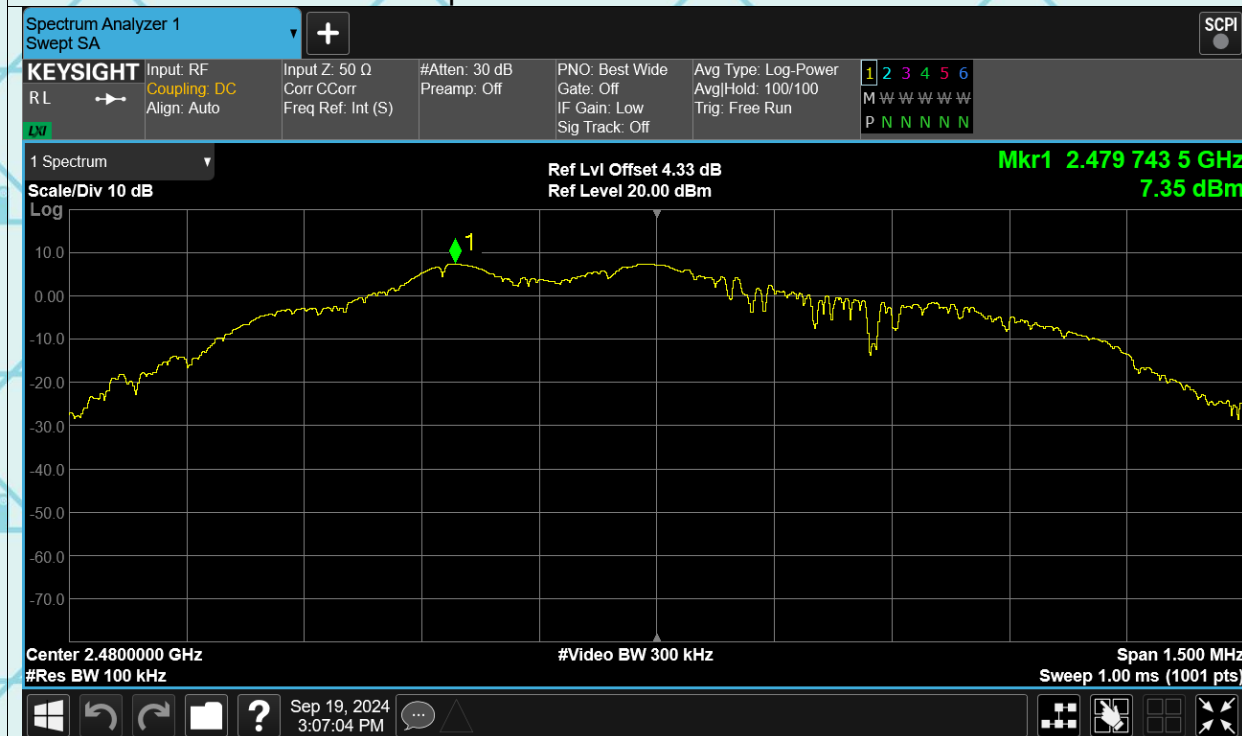 Spectrum Analyzer 1
Swept SA
+
SCPI
KEYSIGHT
RL
LXI
Input: RF
Coupling: DC
Align: Auto
Input Z: 50 Ω
Corr CCorr
Freq Ref: Int (S)
#Atten: 30 dB
Preamp: Off
PNO: Best Wide
Gate: Off
IF Gain: Low
Sig Track: Off
Avg Type: Log-Power
Avg|Hold: 100/100
Trig: Free Run
1 2 3 4 5 6
M W W W W W W
P N N N N N N
1 Spectrum
Scale/Div 10 dB
Log
Ref Lvl Offset 4.33 dB
Ref Level 20.00 dBm
Mkr1 2.479 743 5 GHz
7.35 dBm
1
10.0
0.00
-10.0
-20.0
-30.0
-40.0
-50.0
-60.0
-70.0
Center 2.4800000 GHz
#Res BW 100 kHz
#Video BW 300 kHz
Span 1.500 MHz
Sweep 1.00 ms (1001 pts)
?
Sep 19, 2024
3:07:04 PM